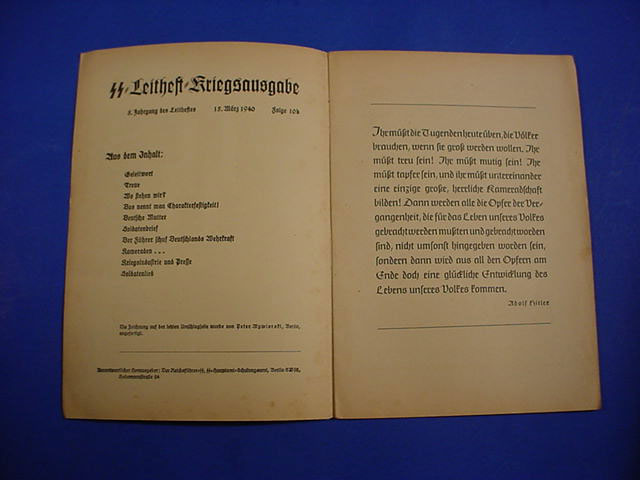 SS-Leitheft-Kriegsausgabe
8. Jahrgang des Leitheftes 15. März 1940 Folge 10b
Aus dem Inhalt:
Geleitwort
Treue
Wo stehen wir?
Was nennt man Charakterfestigkeit!
Deutsche Mutter
Soldatenbrief
Der Führer schuf Deutschlands Wehrkraft
Kameraden . . .
Kriegsindustrie und Presse
Soldatenlied
Die Zeichnung auf der letzten Umschlagseite wurde von Peter Berlin,
angefertigt.
Verantwortlicher Herausgeber: Der Reichsführer-SS, SS-Hauptamt-Schulungsamt, Berlin SW 68,
Hedemannstraße 24
Ihr müßt die Tugenden heute üben, die Völker
brauchen, wenn sie groß werden wollen. Ihr
müßt treu sein! Ihr müßt mutig sein! Ihr
müßt tapfer sein, und ihr müßt untereinander
eine einzige große, herrliche Kameradschaft
bilden! Dann werden alle die Opfer der Ver-
gangenheit, die für das Leben unseres Volkes
gebracht werden mußten und gebracht worden
sind, nicht umsonst hingegeben worden sein,
sondern dann wird aus all den Opfern am
Ende doch eine glückliche Entwicklung des
Lebens unseres Volkes kommen.
Adolf Hitler